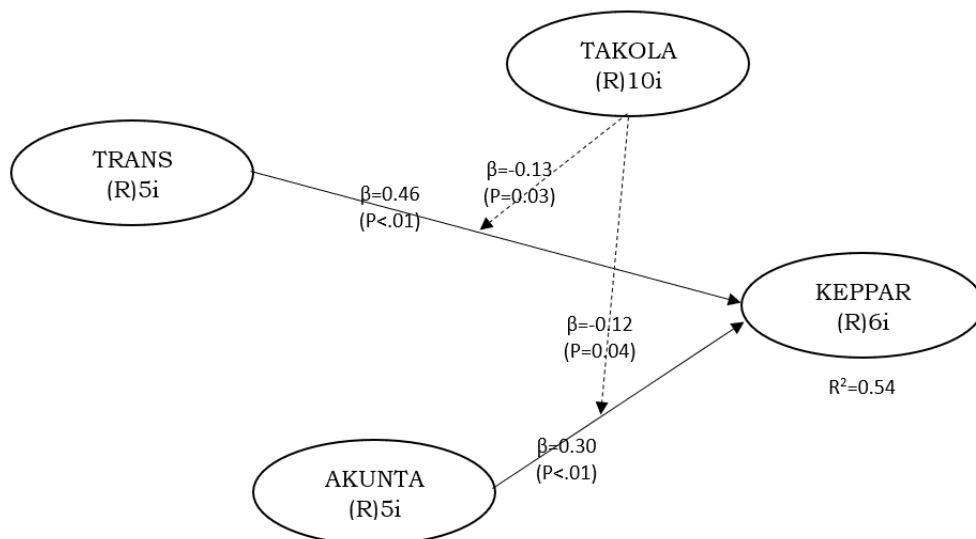 TAKOLA
(R)10i
TRANS
(R)5i
β=-0.13
(P=0.03)
β=0.46
(P<.01)
KEPPAR
(R)6i
β=-0.12
(P=0.04)
R²=0.54
β=0.30
(P<.01)
AKUNTA
(R)5i